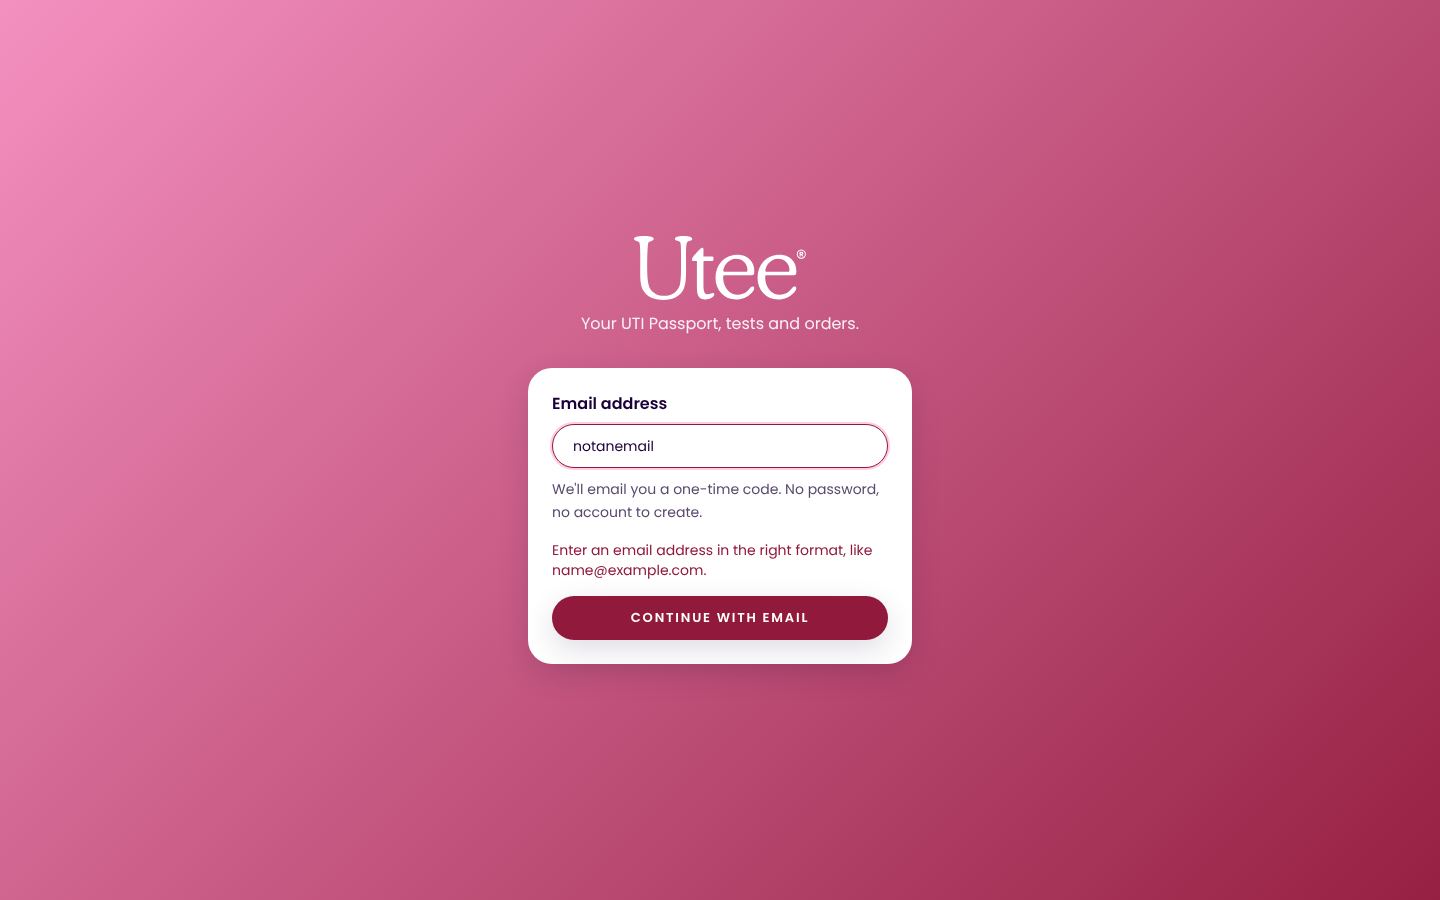 Utee®
Your UTI Passport, tests and orders.
Email address
notanemail
We'll email you a one-time code. No password,
no account to create.
Enter an email address in the right format, like
name@example.com.
CONTINUE WITH EMAIL